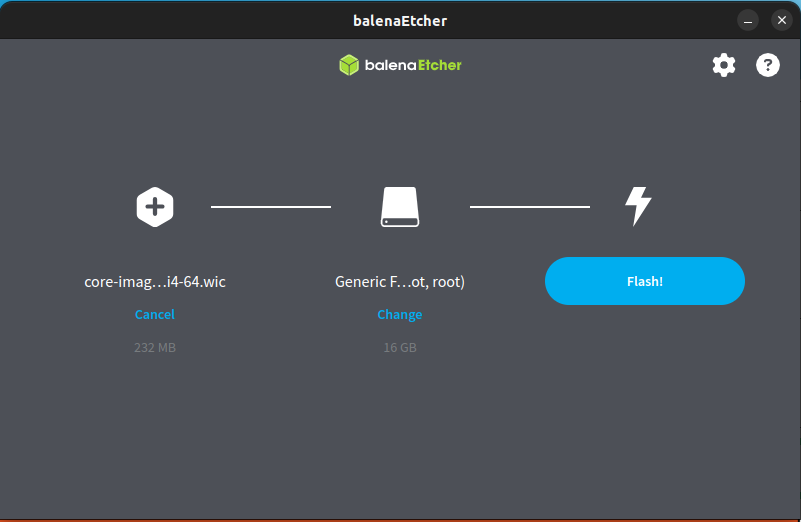 balenaEtcher
balenaEtcher
core-imag...i4-64.wic
Generic F...ot, root)
Flash!
Cancel
Change
232 MB
16 GB